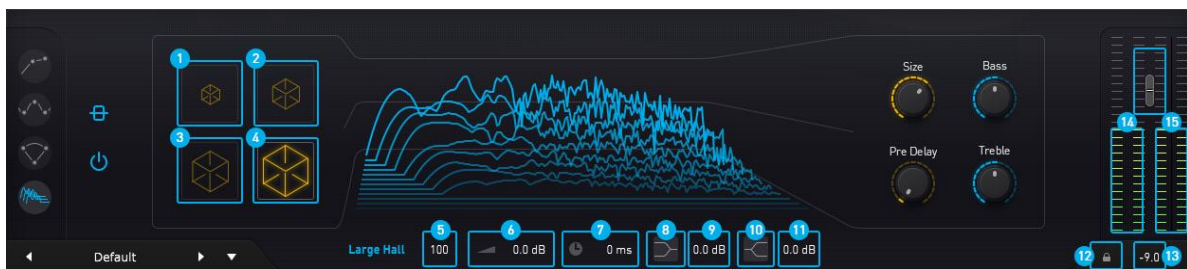 1
2
3
4
Size
Bass
Pre Delay
Treble
14
15
5
6
7
8
9
10
11
Default
Large Hall
100
0.0 dB
0 ms
0.0 dB
0.0 dB
12
-9.0
13